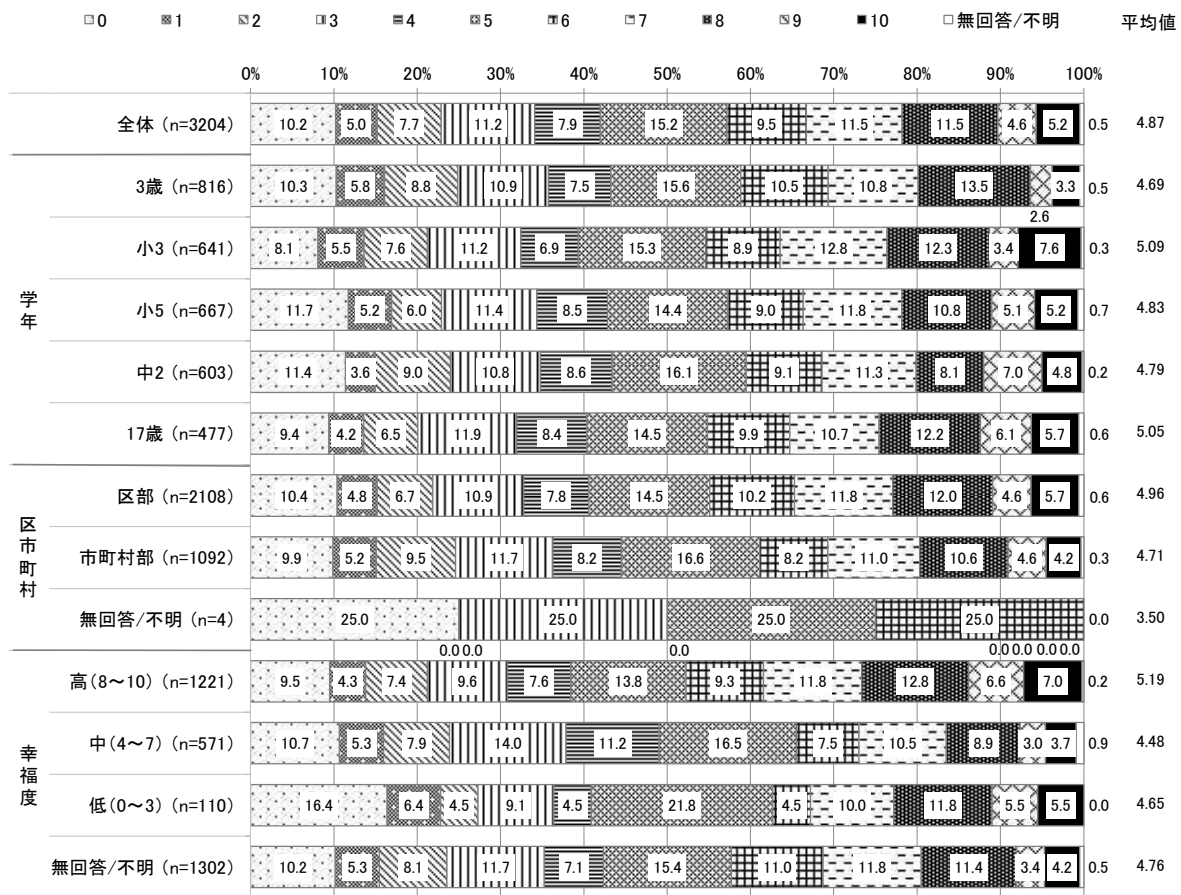 0 1 2 3 4 5 6 7 8 9 10 無回答/不明 平均値
0% 10% 20% 30% 40% 50% 60% 70% 80% 90% 100%
全体 (n=3204) 10.2 5.0 7.7 11.2 7.9 15.2 9.5 11.5 11.5 4.6 5.2 0.5 4.87
学年
3歳 (n=816) 10.3 5.8 8.8 10.9 7.5 15.6 10.5 10.8 13.5 3.3 0.5 4.69
2.6
小3 (n=641) 8.1 5.5 7.6 11.2 6.9 15.3 8.9 12.8 12.3 3.4 7.6 0.3 5.09
小5 (n=667) 11.7 5.2 6.0 11.4 8.5 14.4 9.0 11.8 10.8 5.1 5.2 0.7 4.83
中2 (n=603) 11.4 3.6 9.0 10.8 8.6 16.1 9.1 11.3 8.1 7.0 4.8 0.2 4.79
17歳 (n=477) 9.4 4.2 6.5 11.9 8.4 14.5 9.9 10.7 12.2 6.1 5.7 0.6 5.05
区市町村
区部 (n=2108) 10.4 4.8 6.7 10.9 7.8 14.5 10.2 11.8 12.0 4.6 5.7 0.6 4.96
市町村部 (n=1092) 9.9 5.2 9.5 11.7 8.2 16.6 8.2 11.0 10.6 4.6 4.2 0.3 4.71
無回答/不明 (n=4) 25.0 25.0 25.0 25.0 0.0 3.50
0.0 0.0 0.0 0.0 0.0 0.0 0.0
幸福度
高(8～10) (n=1221) 9.5 4.3 7.4 9.6 7.6 13.8 9.3 11.8 12.8 6.6 7.0 0.2 5.19
中(4～7) (n=571) 10.7 5.3 7.9 14.0 11.2 16.5 7.5 10.5 8.9 3.0 3.7 0.9 4.48
低(0～3) (n=110) 16.4 6.4 4.5 9.1 4.5 21.8 4.5 10.0 11.8 5.5 5.5 0.0 4.65
無回答/不明 (n=1302) 10.2 5.3 8.1 11.7 7.1 15.4 11.0 11.8 11.4 3.4 4.2 0.5 4.76